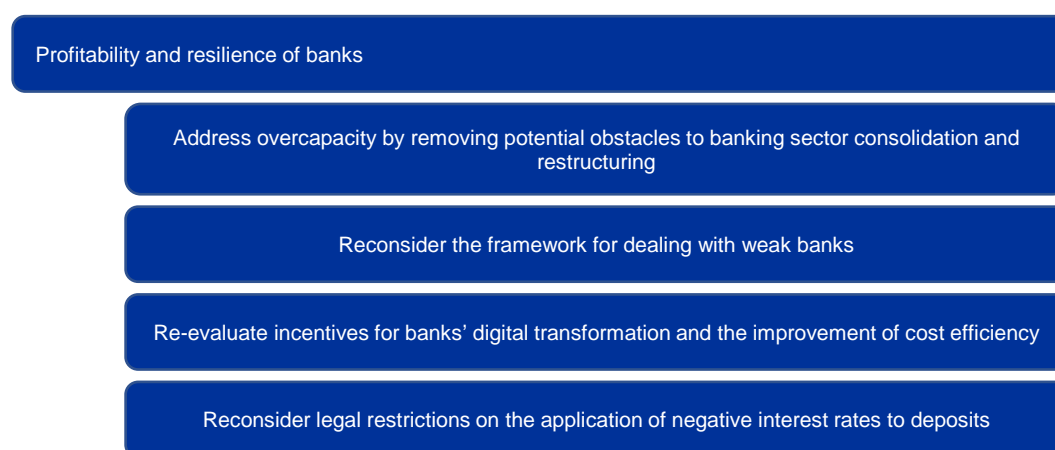 Profitability and resilience of banks
Address overcapacity by removing potential obstacles to banking sector consolidation and
restructuring
Reconsider the framework for dealing with weak banks
Re-evaluate incentives for banks’ digital transformation and the improvement of cost efficiency
Reconsider legal restrictions on the application of negative interest rates to deposits